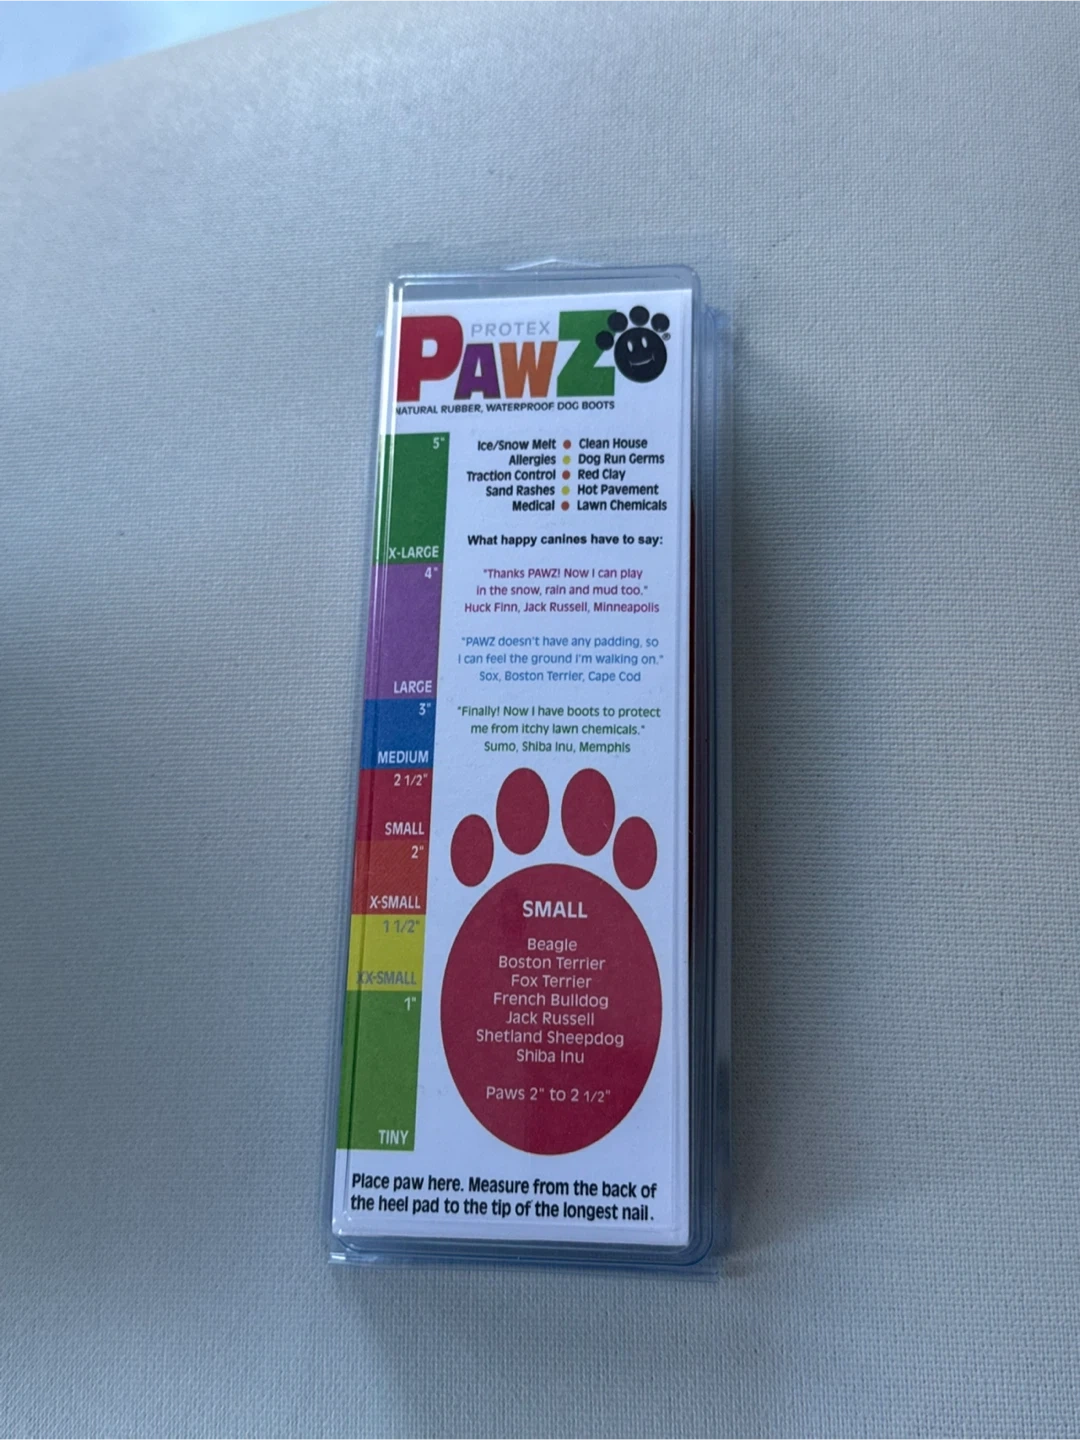 PROTEX
PAWZ
NATURAL RUBBER, WATERPROOF DOG BOOTS
Ice/Snow Melt • Clean House
Allergies • Dog Run Germs
Traction Control • Red Clay
Sand Rashes • Hot Pavement
Medical • Lawn Chemicals
What happy canines have to say:
"Thanks PAWZ! Now I can play
in the snow, rain and mud too."
Huck Finn, Jack Russell, Minneapolis
"PAWZ doesn't have any padding, so
I can feel the ground I'm walking on."
Sox, Boston Terrier, Cape Cod
"Finally! Now I have boots to protect
me from itchy lawn chemicals."
Sumo, Shiba Inu, Memphis
5"
X-LARGE
4"
LARGE
3"
MEDIUM
2 1/2"
SMALL
2"
X-SMALL
1 1/2"
XX-SMALL
1"
TINY
SMALL
Beagle
Boston Terrier
Fox Terrier
French Bulldog
Jack Russell
Shetland Sheepdog
Shiba Inu
Paws 2" to 2 1/2"
Place paw here. Measure from the back of
the heel pad to the tip of the longest nail.